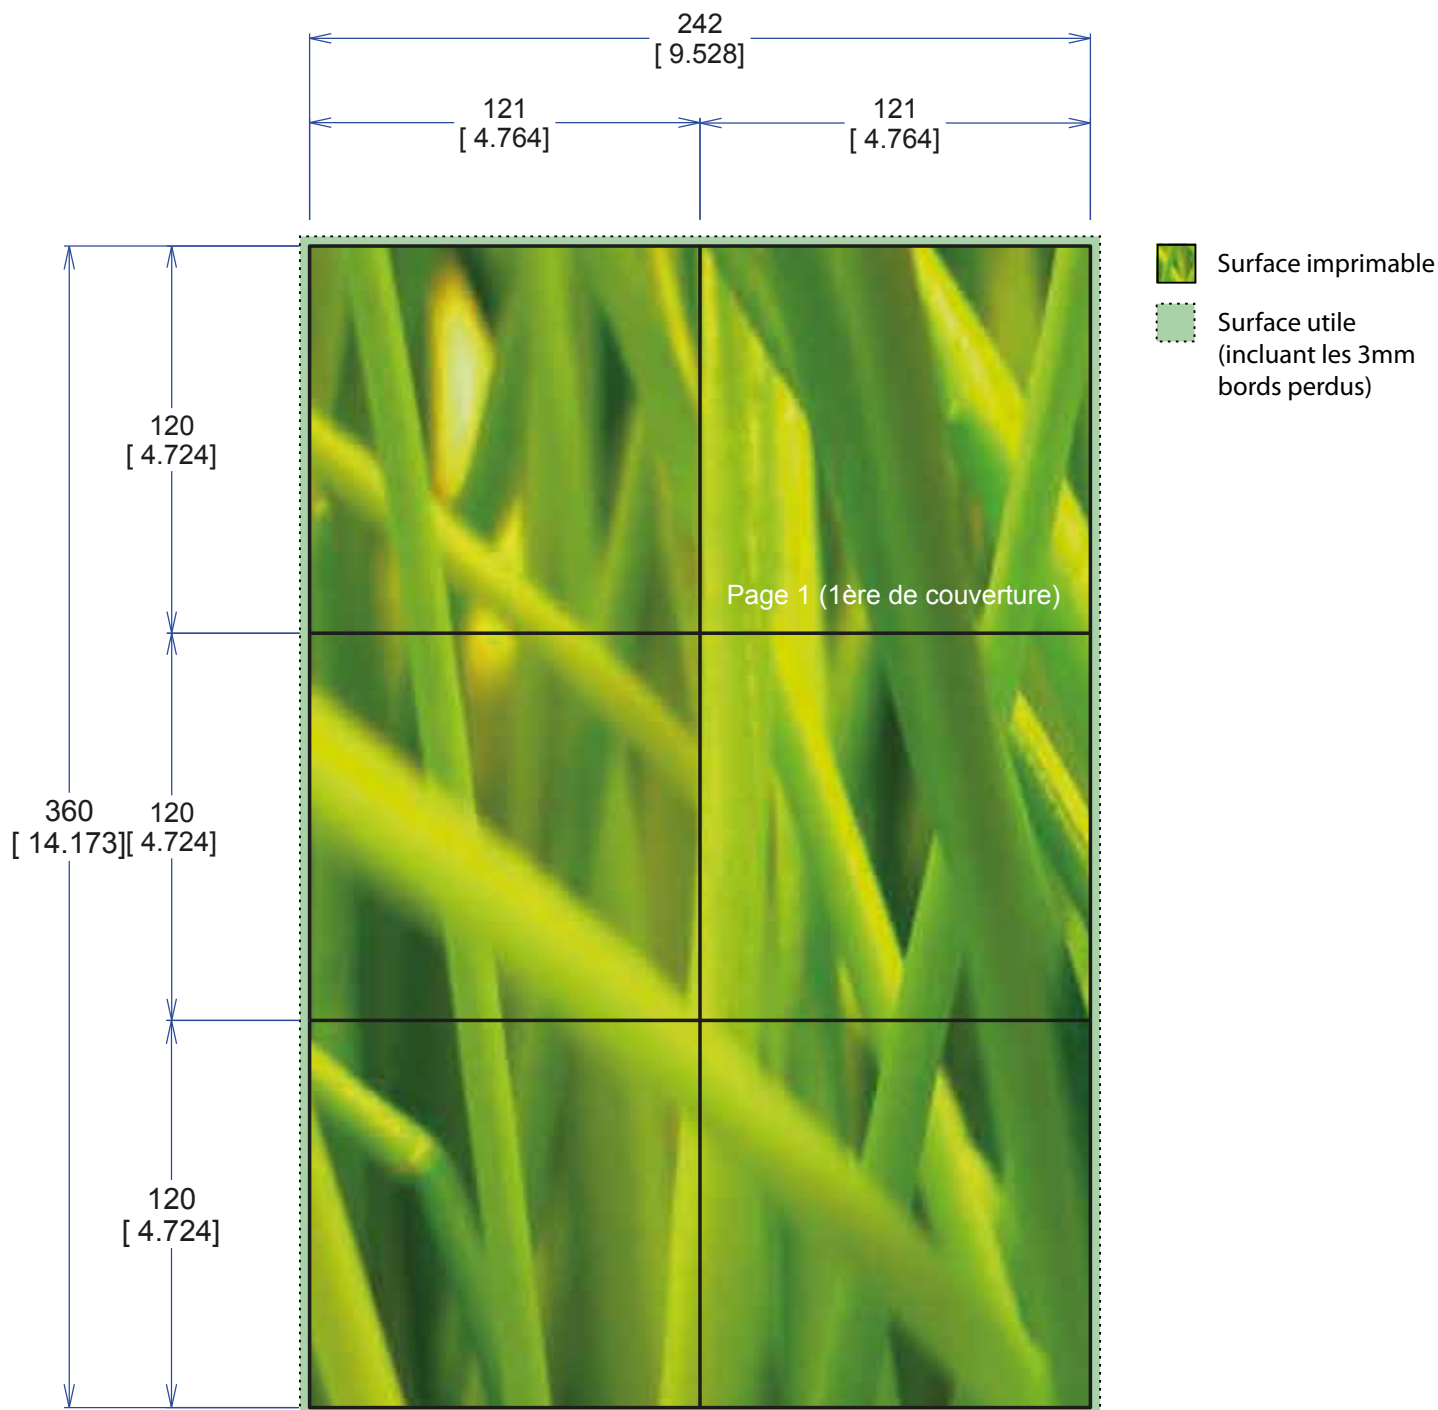 242
[ 9.528]
121
[ 4.764]
121
[ 4.764]
Surface imprimable
Surface utile
(incluant les 3mm
bords perdus)
120
[ 4.724]
Page 1 (1ère de couverture)
360
[ 14.173]
120
[ 4.724]
120
[ 4.724]